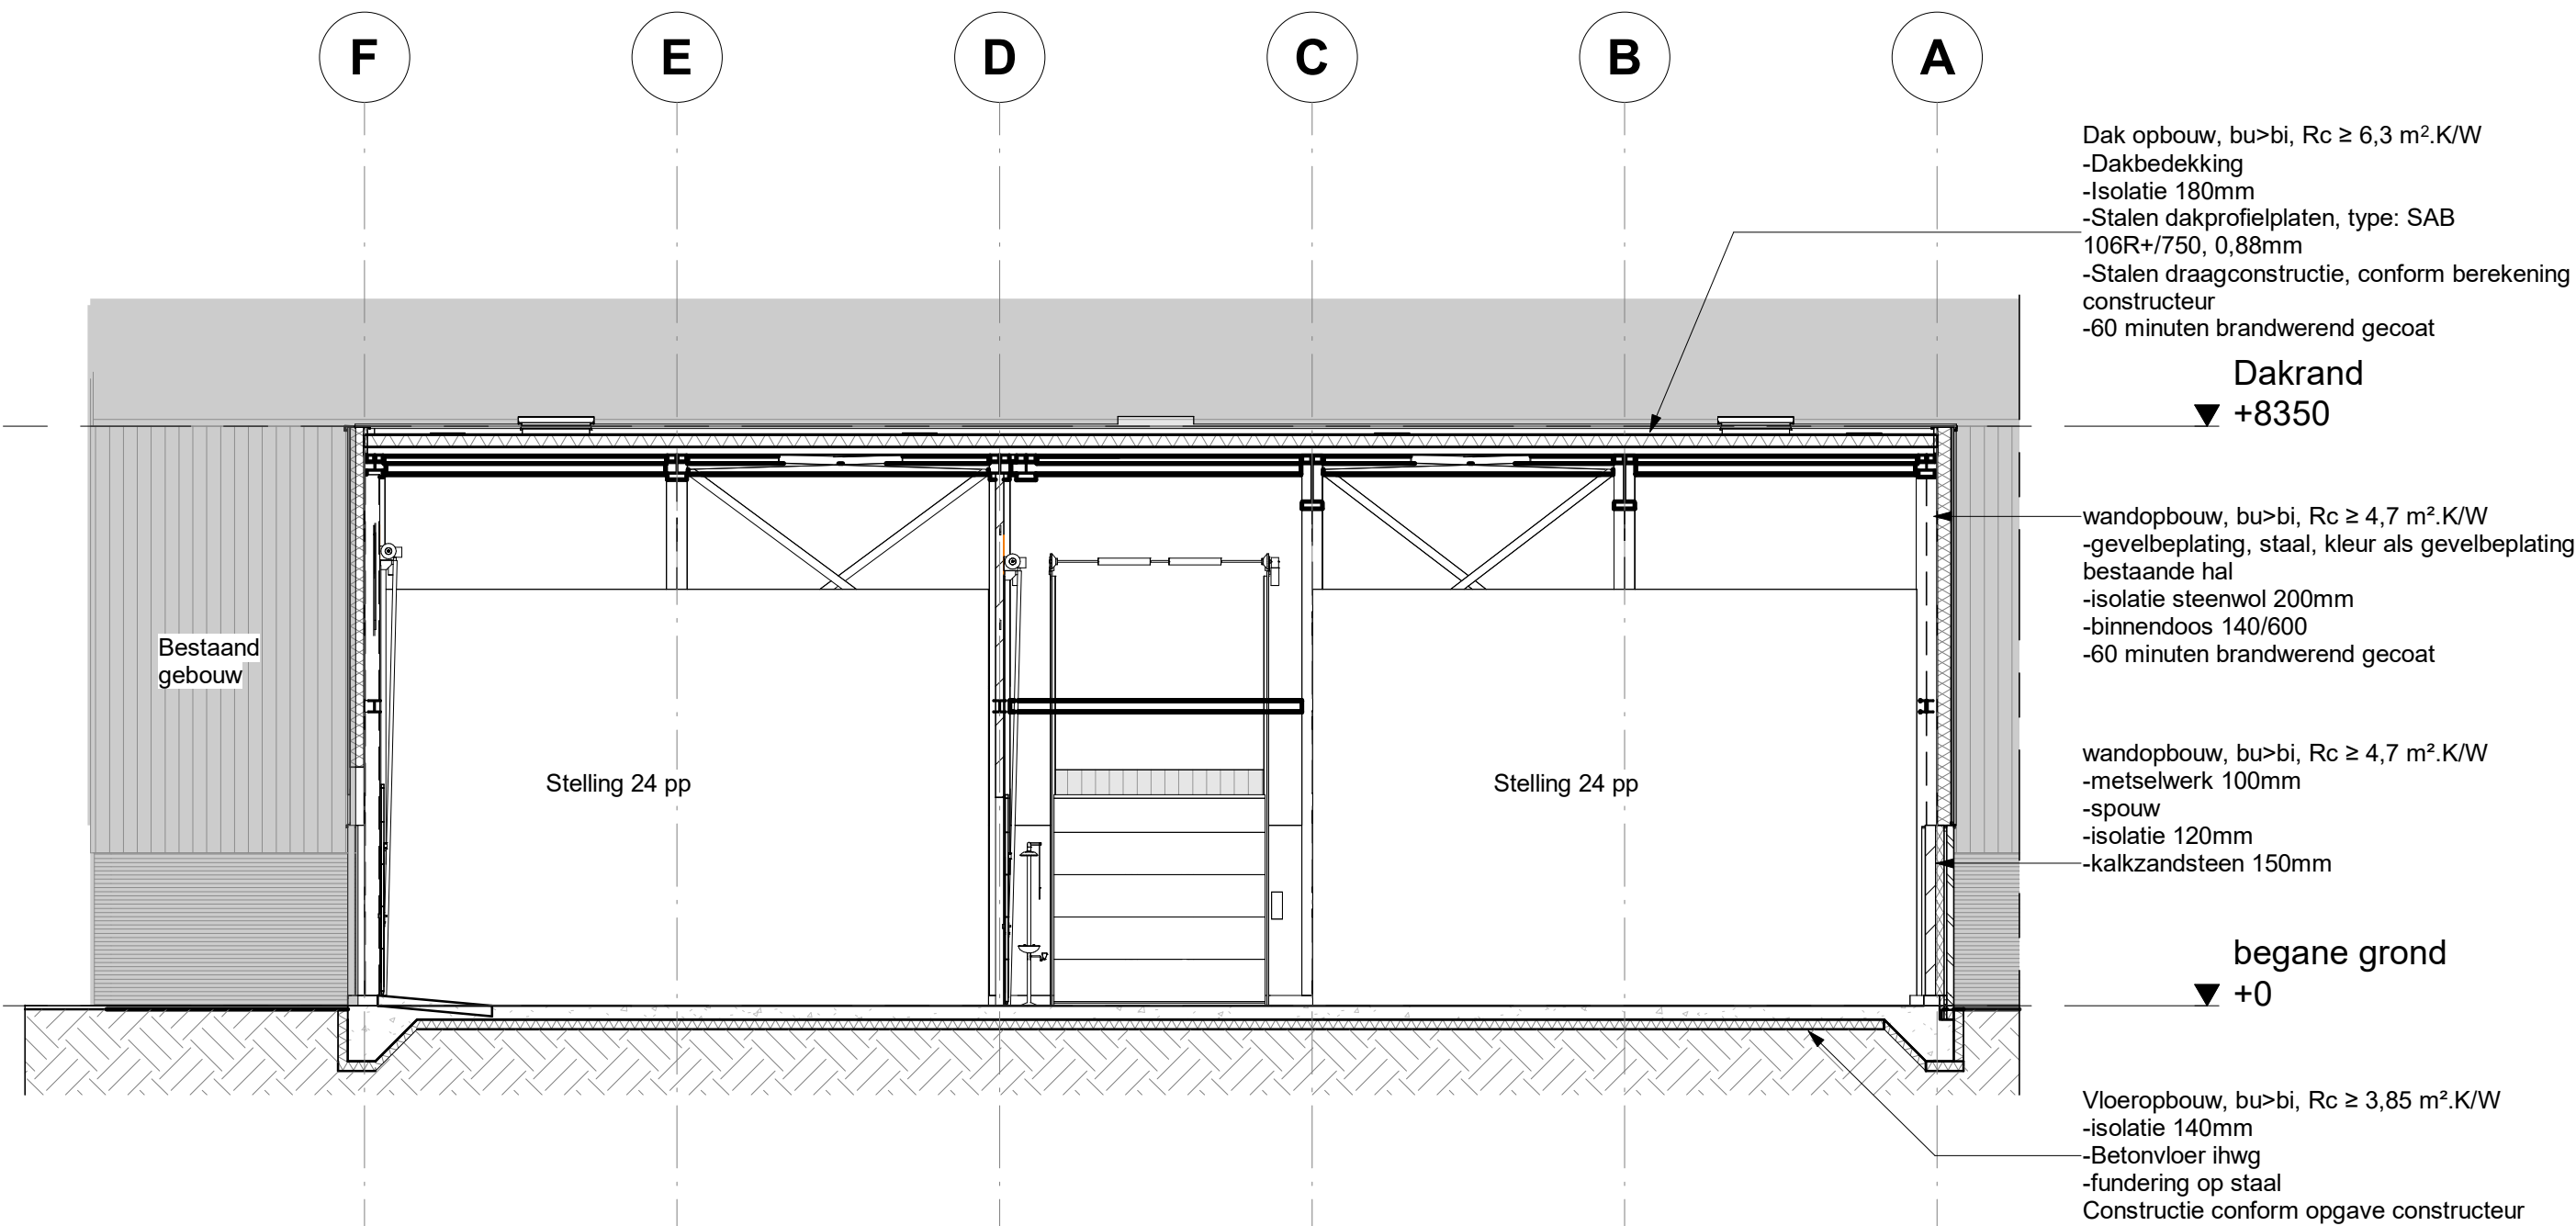 F E D C B A
Dak opbouw, bu>bi, Rc ≥ 6,3 m².K/W
-Dakbedekking
-Isolatie 180mm
-Stalen dakprofielplaten, type: SAB
106R+/750, 0,88mm
-Stalen draagconstructie, conform berekening
constructeur
-60 minuten brandwerend gecoat
Dakrand
+8350
wandopbouw, bu>bi, Rc ≥ 4,7 m².K/W
-gevelbeplating, staal, kleur als gevelbeplating
bestaande hal
-isolatie steenwol 200mm
-binnendoos 140/600
-60 minuten brandwerend gecoat
Bestaand
gebouw
Stelling 24 pp
Stelling 24 pp
wandopbouw, bu>bi, Rc ≥ 4,7 m².K/W
-metselwerk 100mm
-spouw
-isolatie 120mm
-kalkzandsteen 150mm
begane grond
+0
Vloeropbouw, bu>bi, Rc ≥ 3,85 m².K/W
-isolatie 140mm
-Betonvloer ihwg
-fundering op staal
Constructie conform opgave constructeur